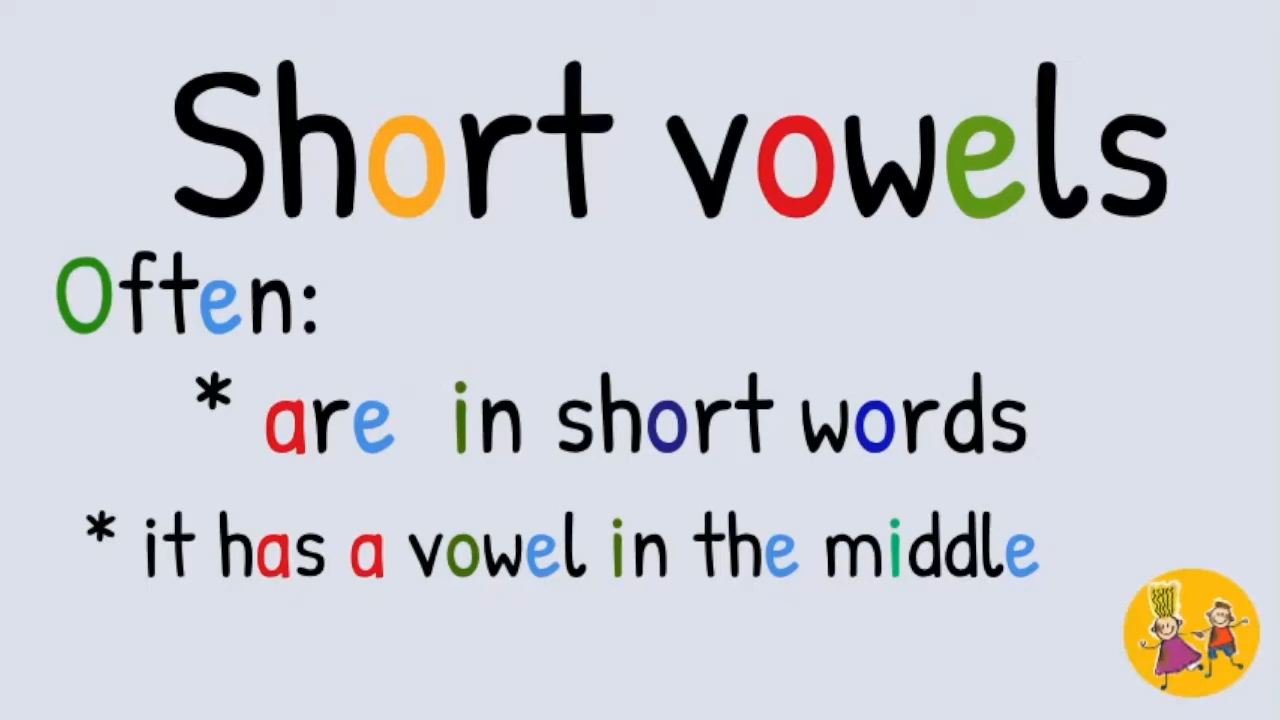 Short vowels
Often:
* are in short words
* it has a vowel in the middle